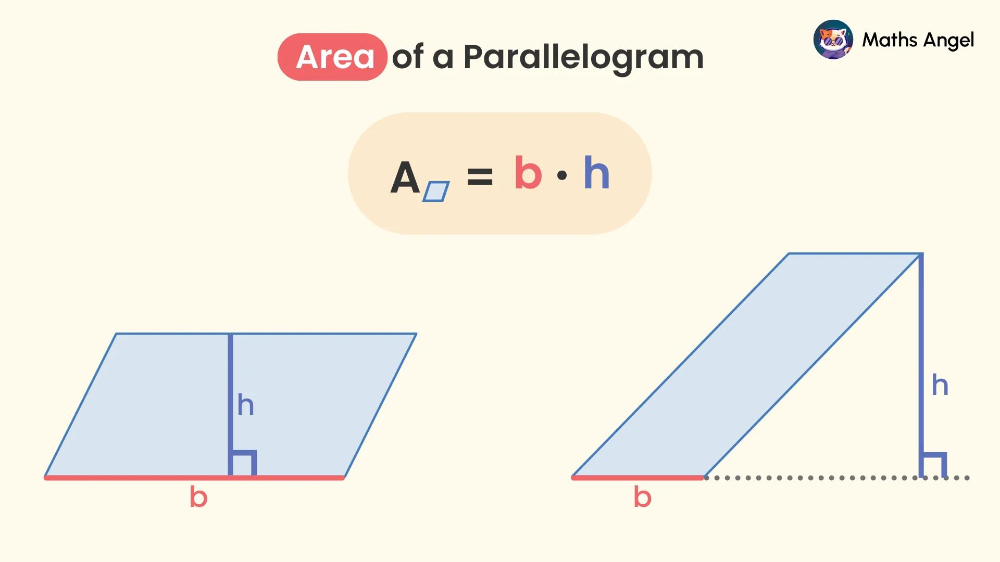 Maths Angel
Area of a Parallelogram
A = b · h
h
h
b
b